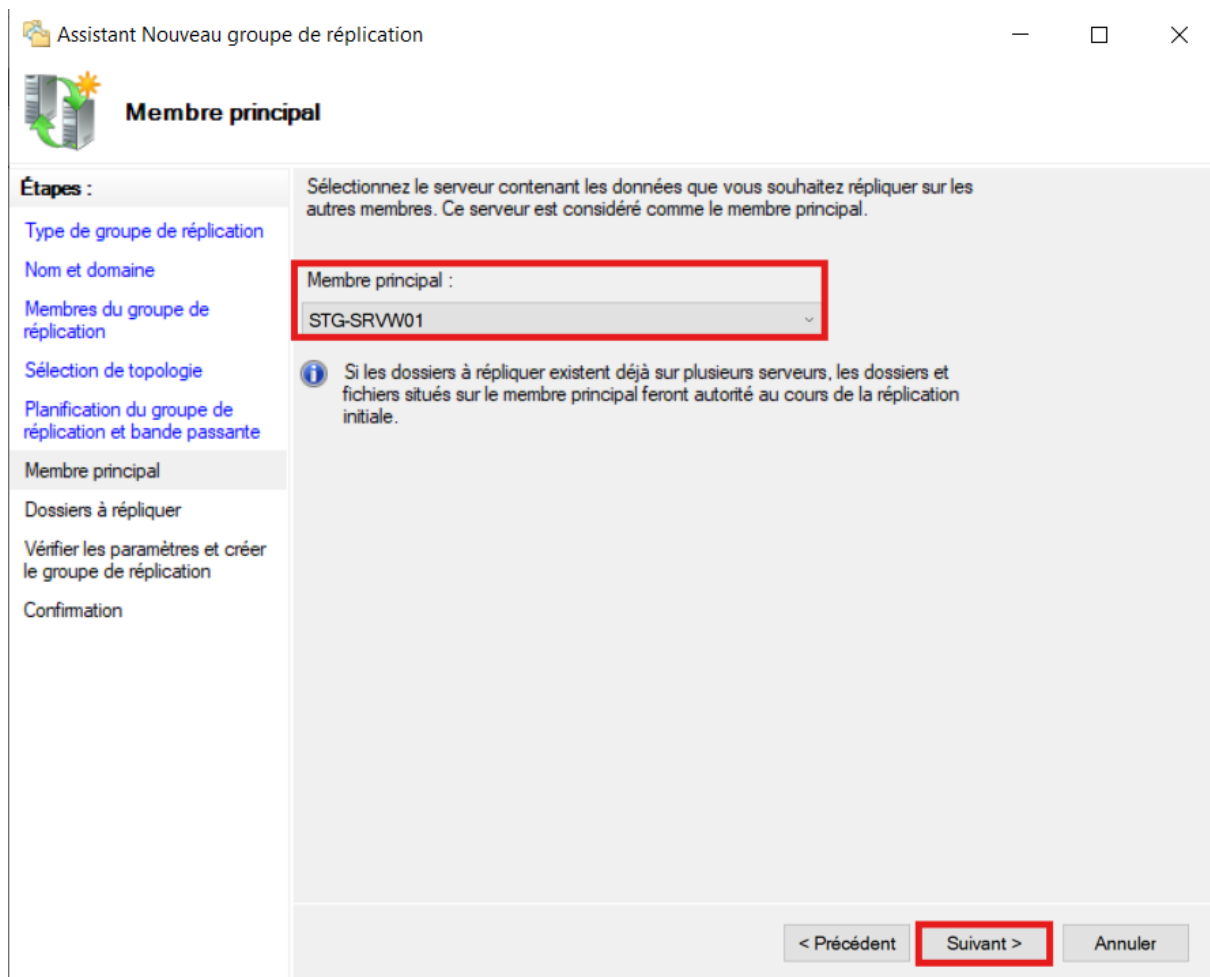 Assistant Nouveau groupe de réplication
Membre principal
Étapes :
Type de groupe de réplication
Nom et domaine
Membres du groupe de
réplication
Sélection de topologie
Planification du groupe de
réplication et bande passante
Membre principal
Dossiers à répliquer
Vérifier les paramètres et créer
le groupe de réplication
Confirmation
Sélectionnez le serveur contenant les données que vous souhaitez répliquer sur les
autres membres. Ce serveur est considéré comme le membre principal.
Membre principal :
STG-SRVW01
Si les dossiers à répliquer existent déjà sur plusieurs serveurs, les dossiers et
fichiers situés sur le membre principal feront autorité au cours de la réplication
initiale.
< Précédent
Suivant >
Annuler